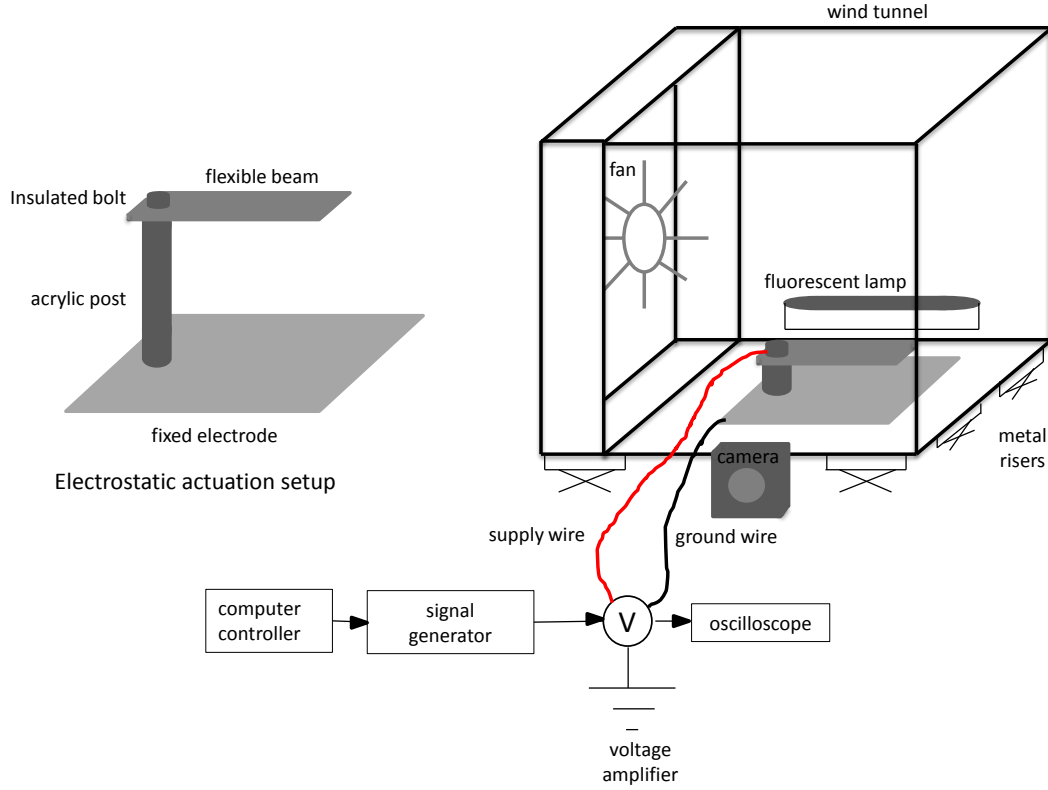 wind tunnel
fan
flexible beam
Insulated bolt
acrylic post
fluorescent lamp
fixed electrode
metal
risers
camera
Electrostatic actuation setup
supply wire
ground wire
computer
controller
signal
generator
V
oscilloscope
voltage
amplifier